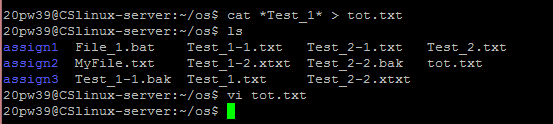 20pw39@CSlinux-server:~/os$ cat *Test_1* > tot.txt
20pw39@CSlinux-server:~/os$ ls
assign1 File_1.bat Test_1-1.txt Test_2-1.txt Test_2.txt
assign2 MyFile.txt Test_1-2.xtxt Test_2-2.bak tot.txt
assign3 Test_1-1.bak Test_1.txt Test_2-2.xtxt
20pw39@CSlinux-server:~/os$ vi tot.txt
20pw39@CSlinux-server:~/os$